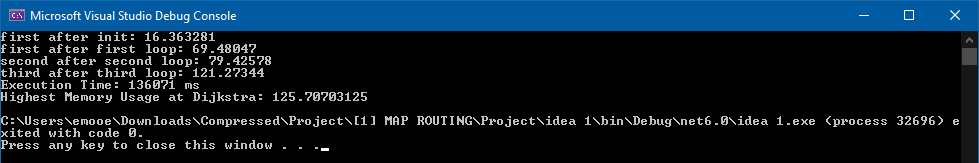 Microsoft Visual Studio Debug Console
first after init: 16.363281
first after first loop: 69.48047
second after second loop: 79.42578
third after third loop: 121.27344
Execution Time: 136071 ms
Highest Memory Usage at Dijkstra: 125.70703125
C:\Users\emooe\Downloads\Compressed\Project\[1] MAP ROUTING\Project\idea 1\bin\Debug\net6.0\idea 1.exe (process 32696) e
xited with code 0.
Press any key to close this window . . .